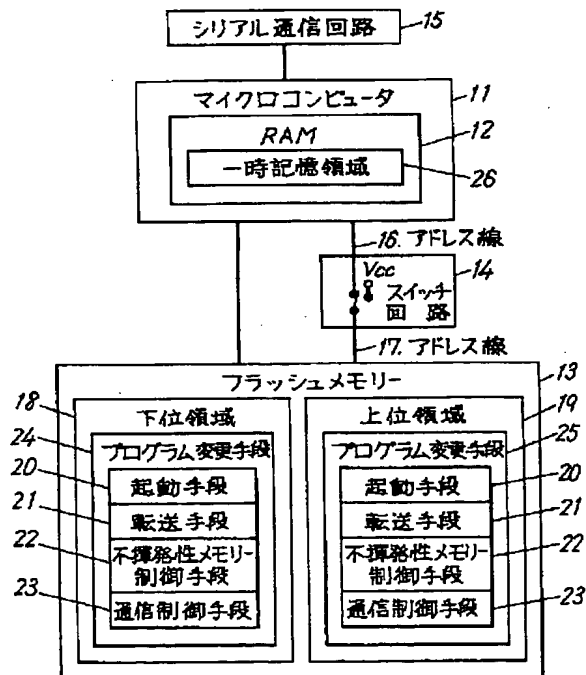 シリアル通信回路
15
マイクロコンピュータ
11
RAM
12
一時記憶領域
26
16. アドレス線
Vcc
14
スイッチ
回路
17. アドレス線
フラッシュメモリー
13
18
下位領域
上位領域
19
24
プログラム変更手段
プログラム変更手段
25
20
起動手段
起動手段
20
21
転送手段
転送手段
21
22
不揮発性メモリー
制御手段
不揮発性メモリー
制御手段
22
23
通信制御手段
通信制御手段
23